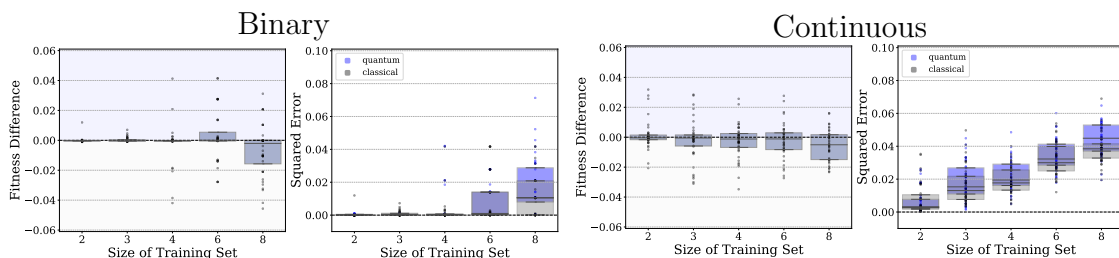 Binary
Continuous
Fitness Difference
0.06
0.04
0.02
0.00
−0.02
−0.04
−0.06
2 3 4 6 8
Size of Training Set
Squared Error
0.10
0.08
0.06
0.04
0.02
0.00
quantum
classical
2 3 4 6 8
Size of Training Set
Fitness Difference
0.06
0.04
0.02
0.00
−0.02
−0.04
−0.06
2 3 4 6 8
Size of Training Set
Squared Error
0.10
0.08
0.06
0.04
0.02
0.00
quantum
classical
2 3 4 6 8
Size of Training Set